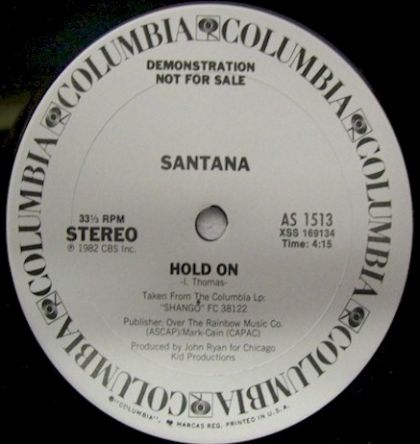 COLUMBIA COLUMBIA COLUMBIA COLUMBIA COLUMBIA COLUMBIA COLUMBIA
DEMONSTRATION
NOT FOR SALE
SANTANA
33⅓ RPM
STEREO
℗ 1982 CBS Inc.
AS 1513
XSS 169134
Time: 4:15
HOLD ON
-I. Thomas-
Taken From The Columbia Lp:
"SHANGÓ" FC 38122
Publisher, Over The Rainbow Music Co.
(ASCAP)/Mark-Cain (CAPAC)
Produced by John Ryan for Chicago
Kid Productions
®"COLUMBIA", MARCAS REG. PRINTED IN U.S.A.